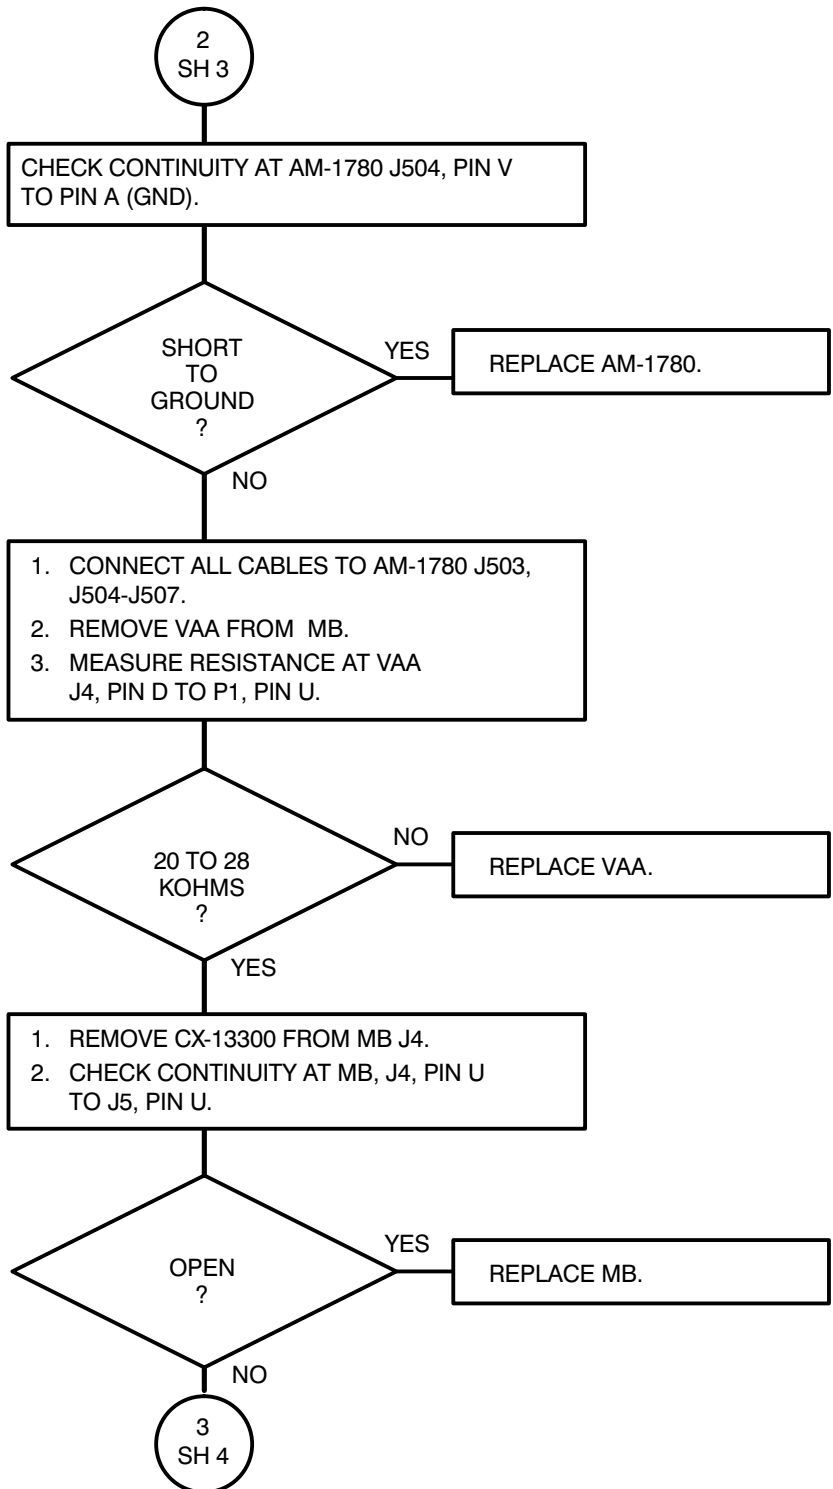 2
SH 3
CHECK CONTINUITY AT AM-1780 J504, PIN V
TO PIN A (GND).
SHORT
TO
GROUND
?
YES
REPLACE AM-1780.
NO
1. CONNECT ALL CABLES TO AM-1780 J503,
J504-J507.
2. REMOVE VAA FROM MB.
3. MEASURE RESISTANCE AT VAA
J4, PIN D TO P1, PIN U.
20 TO 28
KOHMS
?
NO
REPLACE VAA.
YES
1. REMOVE CX-13300 FROM MB J4.
2. CHECK CONTINUITY AT MB, J4, PIN U
TO J5, PIN U.
OPEN
?
YES
REPLACE MB.
NO
3
SH 4